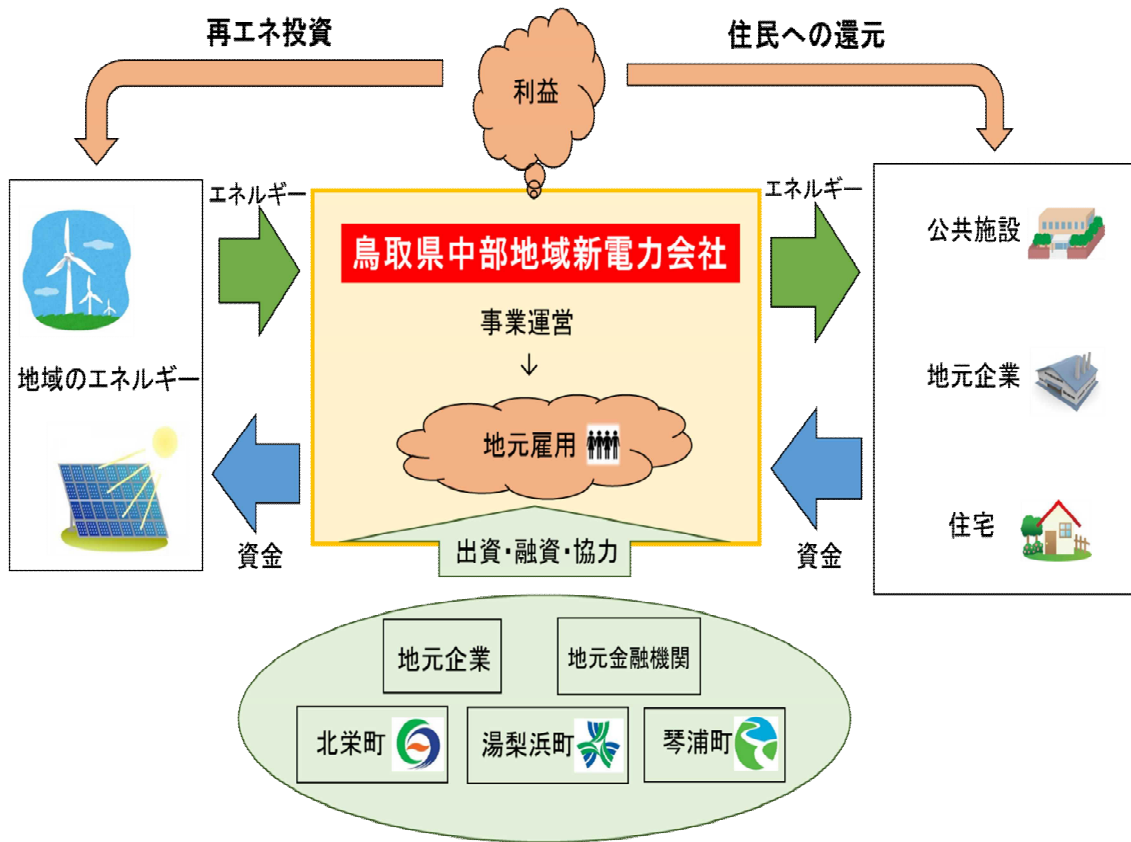 再エネ投資
住民への還元
利益
エネルギー
エネルギー
鳥取県中部地域新電力会社
公共施設
事業運営
↓
地域のエネルギー
地元企業
地元雇用
住宅
資金
資金
出資・融資・協力
地元企業
地元金融機関
北栄町
湯梨浜町
琴浦町